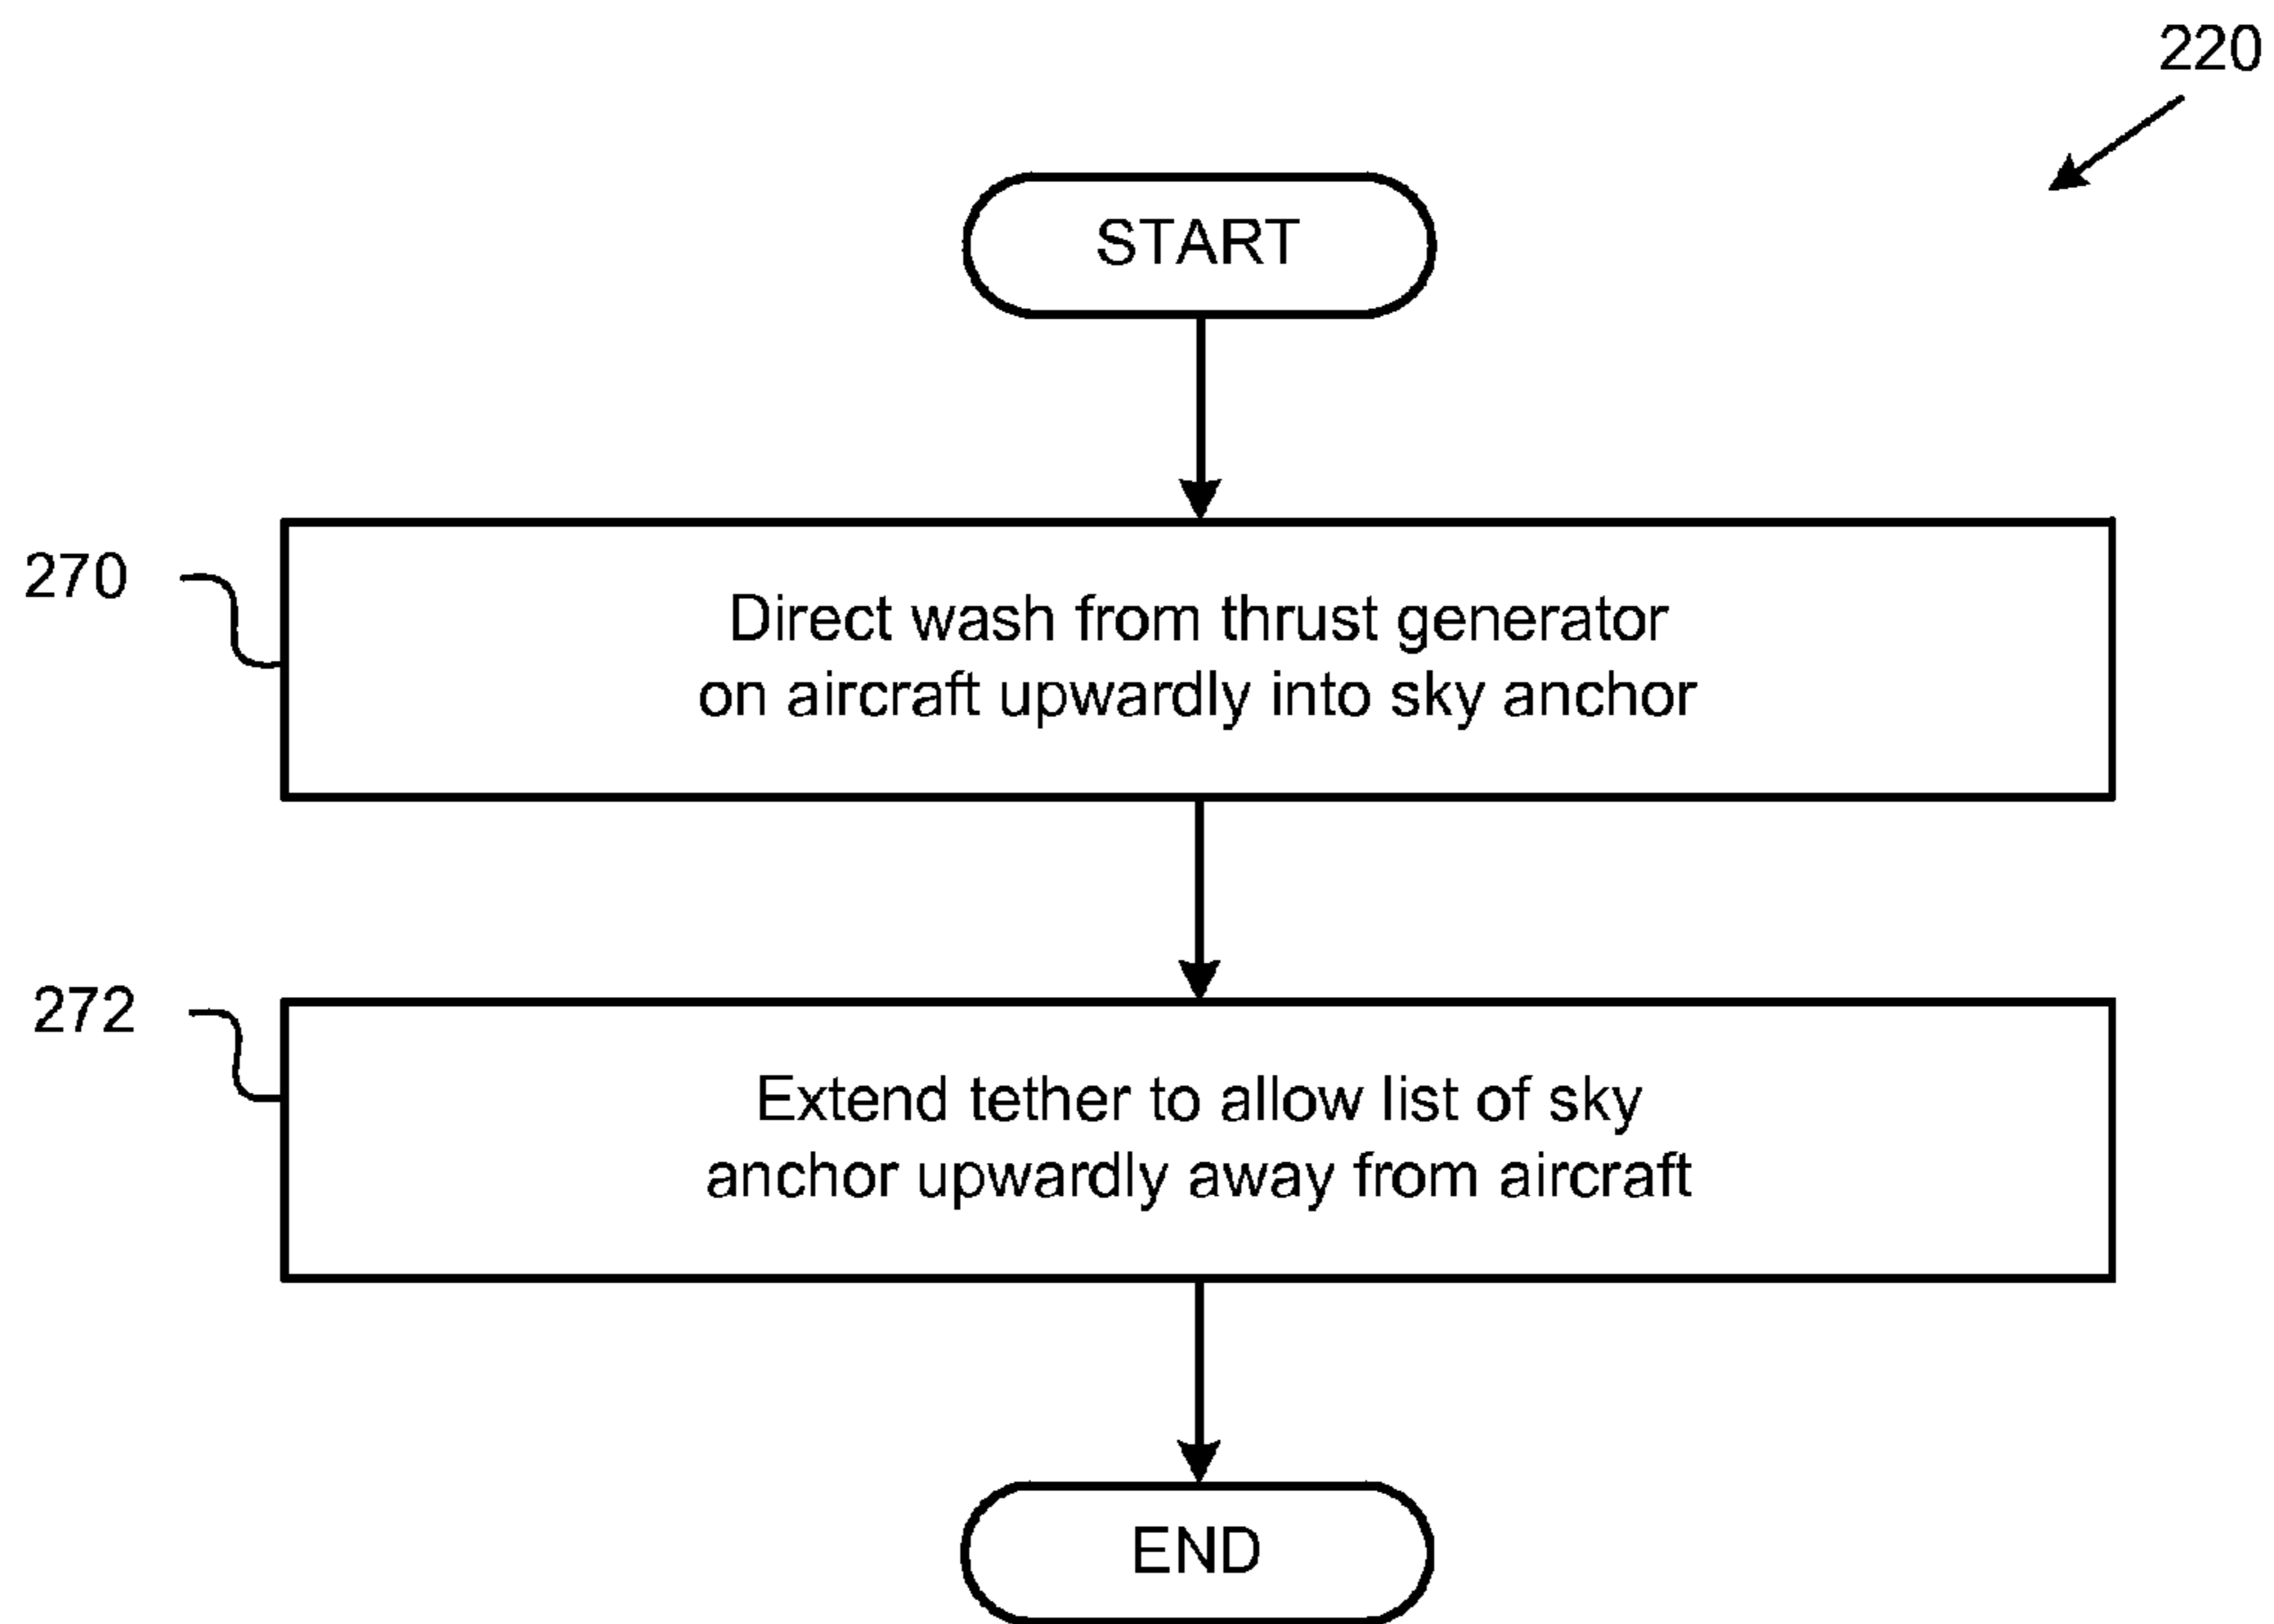 220
START
270
Direct wash from thrust generator
on aircraft upwardly into sky anchor
272
Extend tether to allow list of sky
anchor upwardly away from aircraft
END